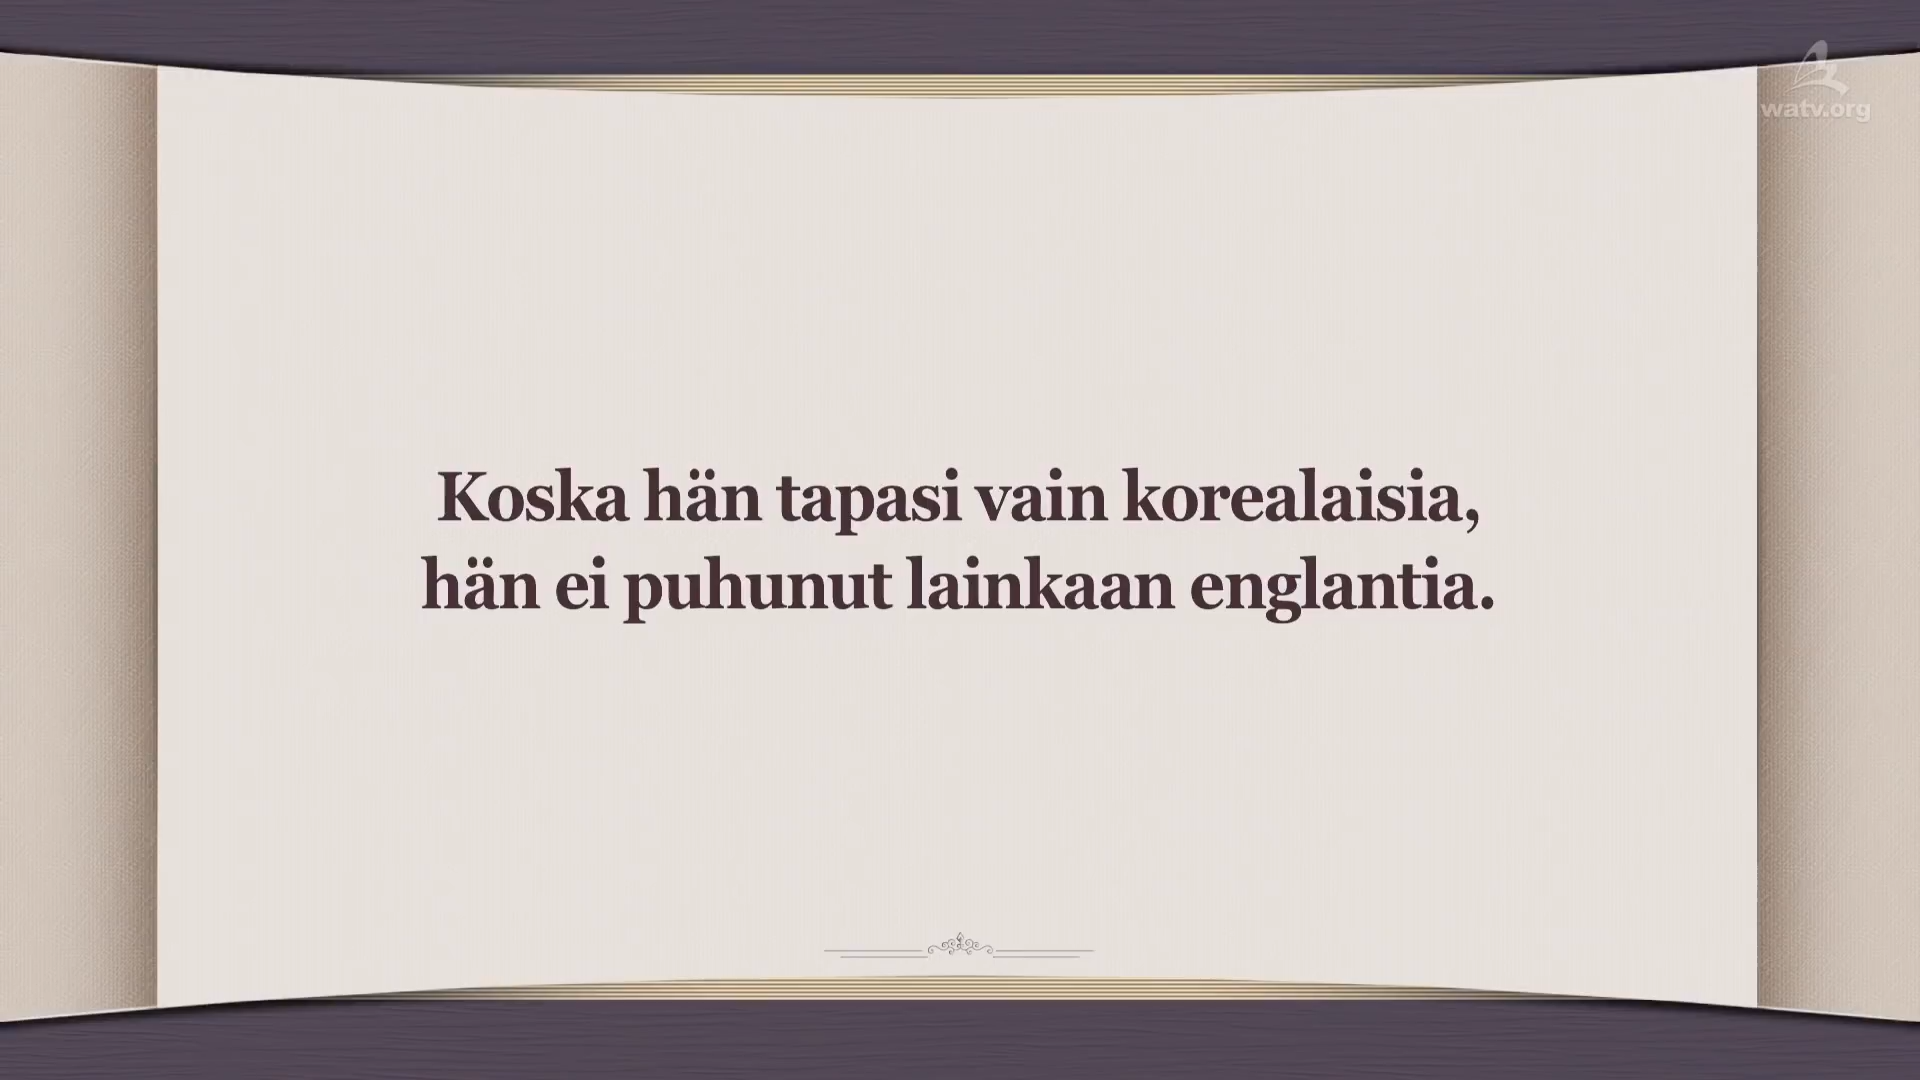 watv.org
Koska hän tapasi vain korealaisia,
hän ei puhunut lainkaan englantia.